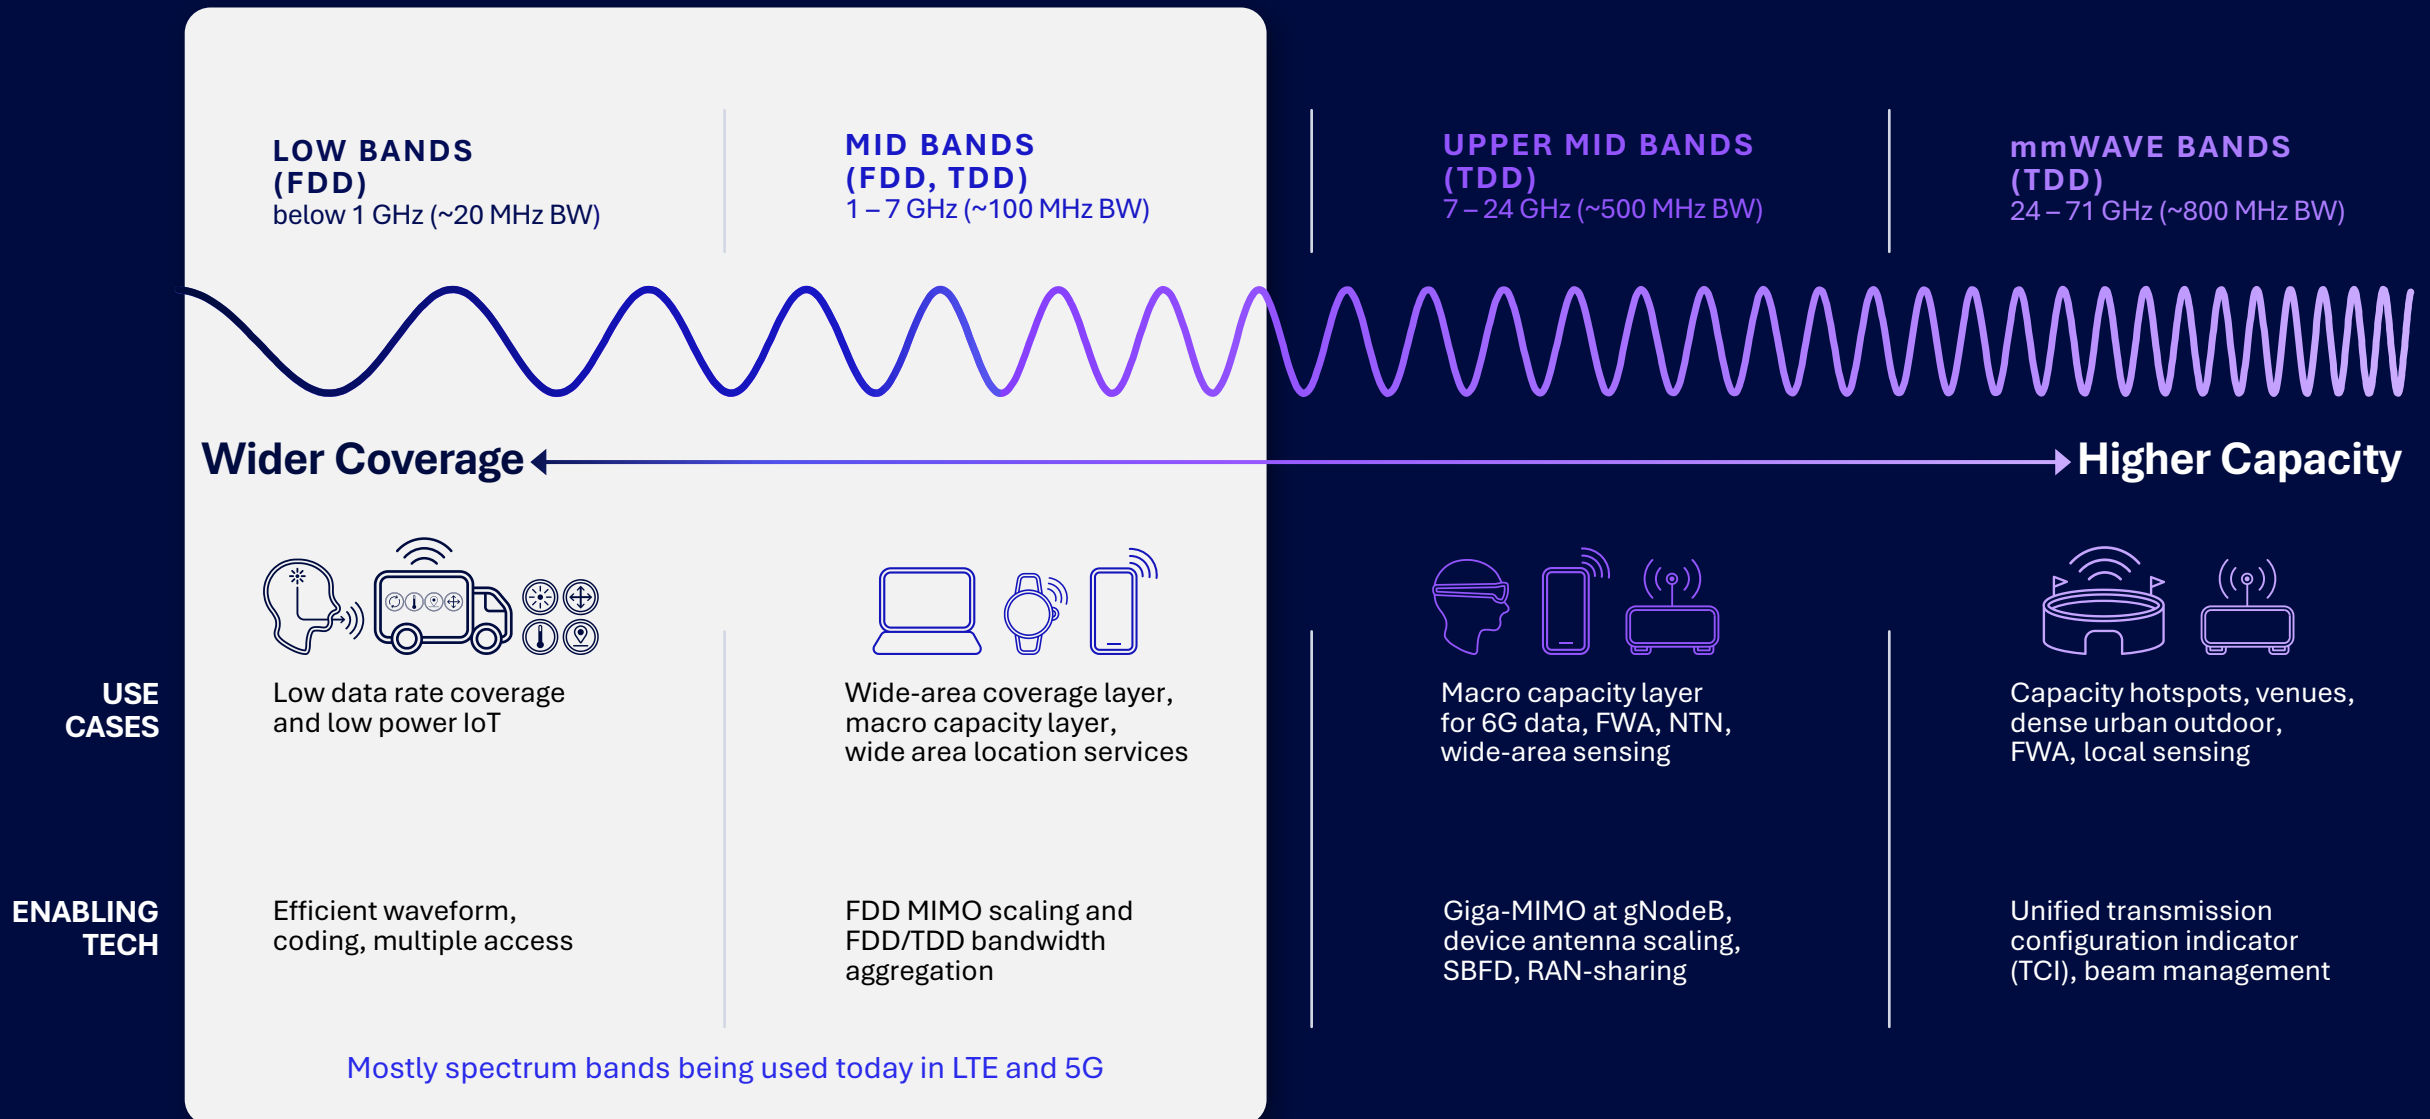 LOW BANDS
(FDD)
below 1 GHz (~20 MHz BW)
MID BANDS
(FDD, TDD)
1 – 7 GHz (~100 MHz BW)
UPPER MID BANDS
(TDD)
7 – 24 GHz (~500 MHz BW)
mmWAVE BANDS
(TDD)
24 – 71 GHz (~800 MHz BW)
Wider Coverage
Higher Capacity
USE
CASES
Low data rate coverage
and low power IoT
Wide-area coverage layer,
macro capacity layer,
wide area location services
Macro capacity layer
for 6G data, FWA, NTN,
wide-area sensing
Capacity hotspots, venues,
dense urban outdoor,
FWA, local sensing
ENABLING
TECH
Efficient waveform,
coding, multiple access
FDD MIMO scaling and
FDD/TDD bandwidth
aggregation
Giga-MIMO at gNodeB,
device antenna scaling,
SBFD, RAN-sharing
Unified transmission
configuration indicator
(TCI), beam management
Mostly spectrum bands being used today in LTE and 5G